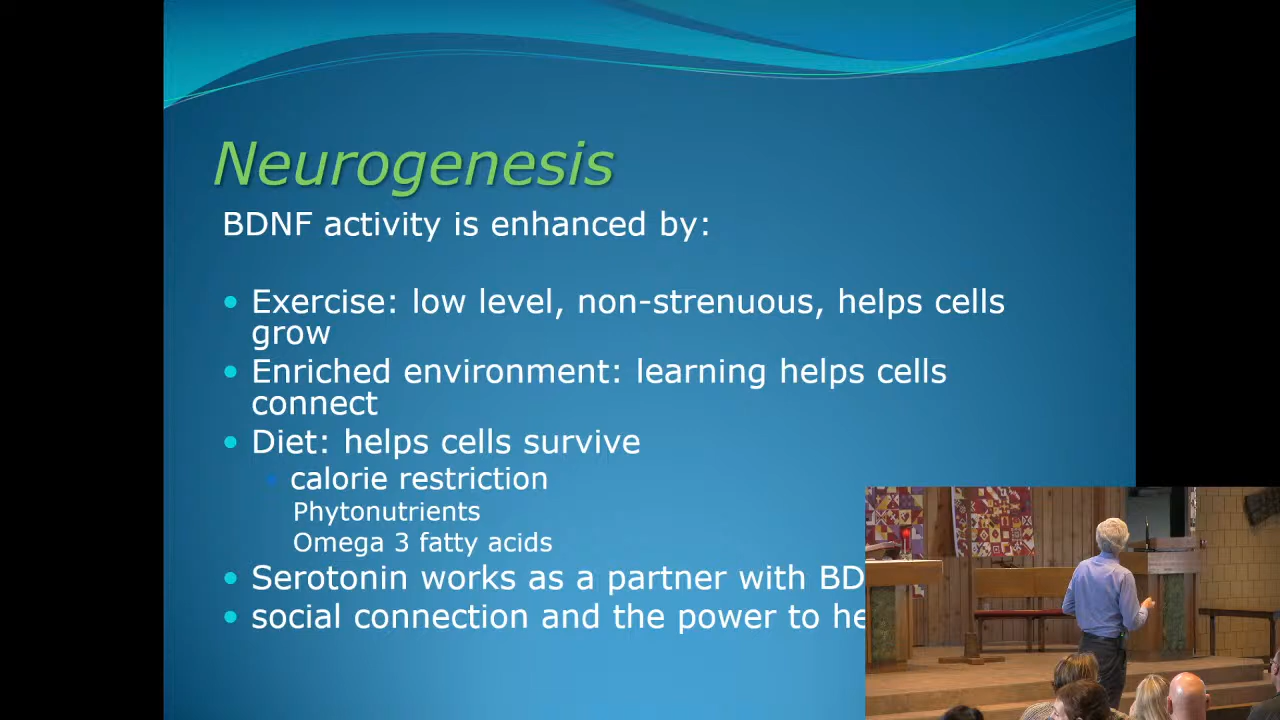 Neurogenesis
BDNF activity is enhanced by:
• Exercise: low level, non-strenuous, helps cells
grow
• Enriched environment: learning helps cells
connect
• Diet: helps cells survive
• calorie restriction
Phytonutrients
Omega 3 fatty acids
• Serotonin works as a partner with
• social connection and the power to